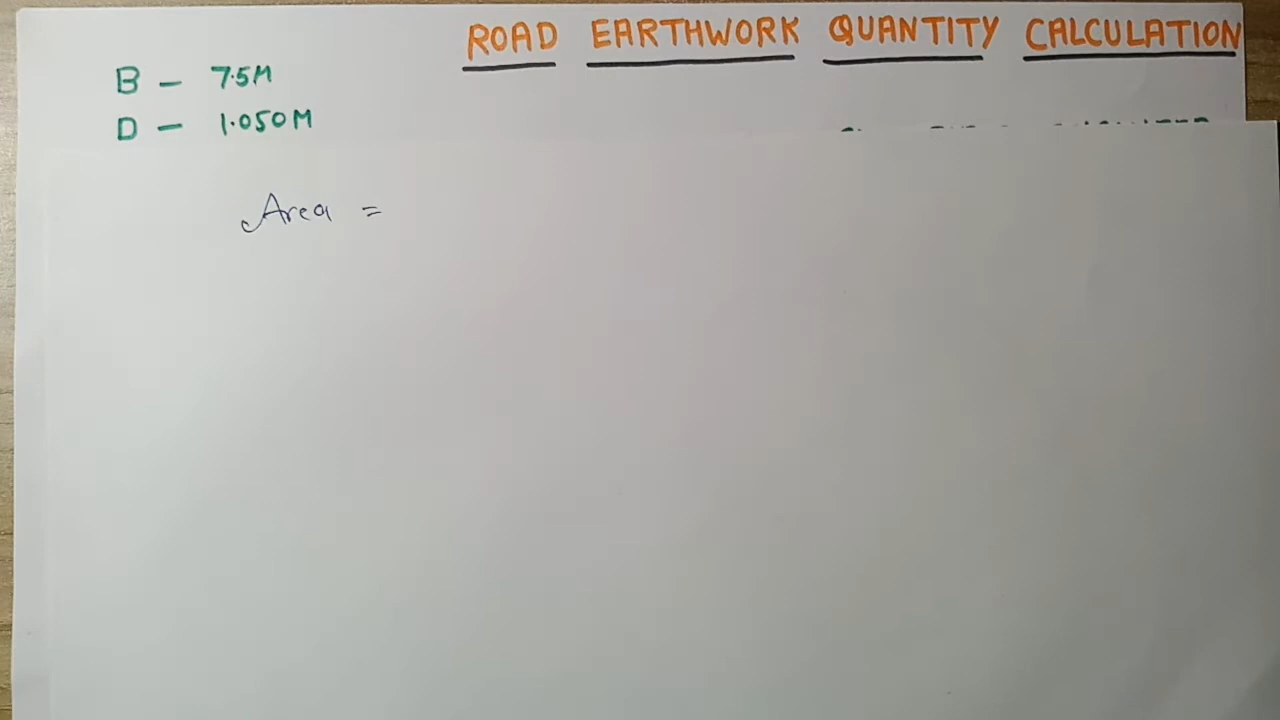 ROAD EARTHWORK QUANTITY CALCULATION
B - 7.5M
D - 1.050M
Area =